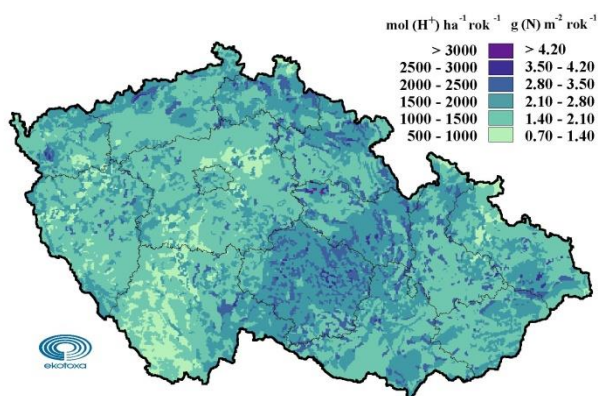 mol (H⁺) ha⁻¹ rok⁻¹ g (N) m⁻² rok⁻¹
> 3000 > 4.20
2500 - 3000 3.50 - 4.20
2000 - 2500 2.80 - 3.50
1500 - 2000 2.10 - 2.80
1000 - 1500 1.40 - 2.10
500 - 1000 0.70 - 1.40
ekotoxa